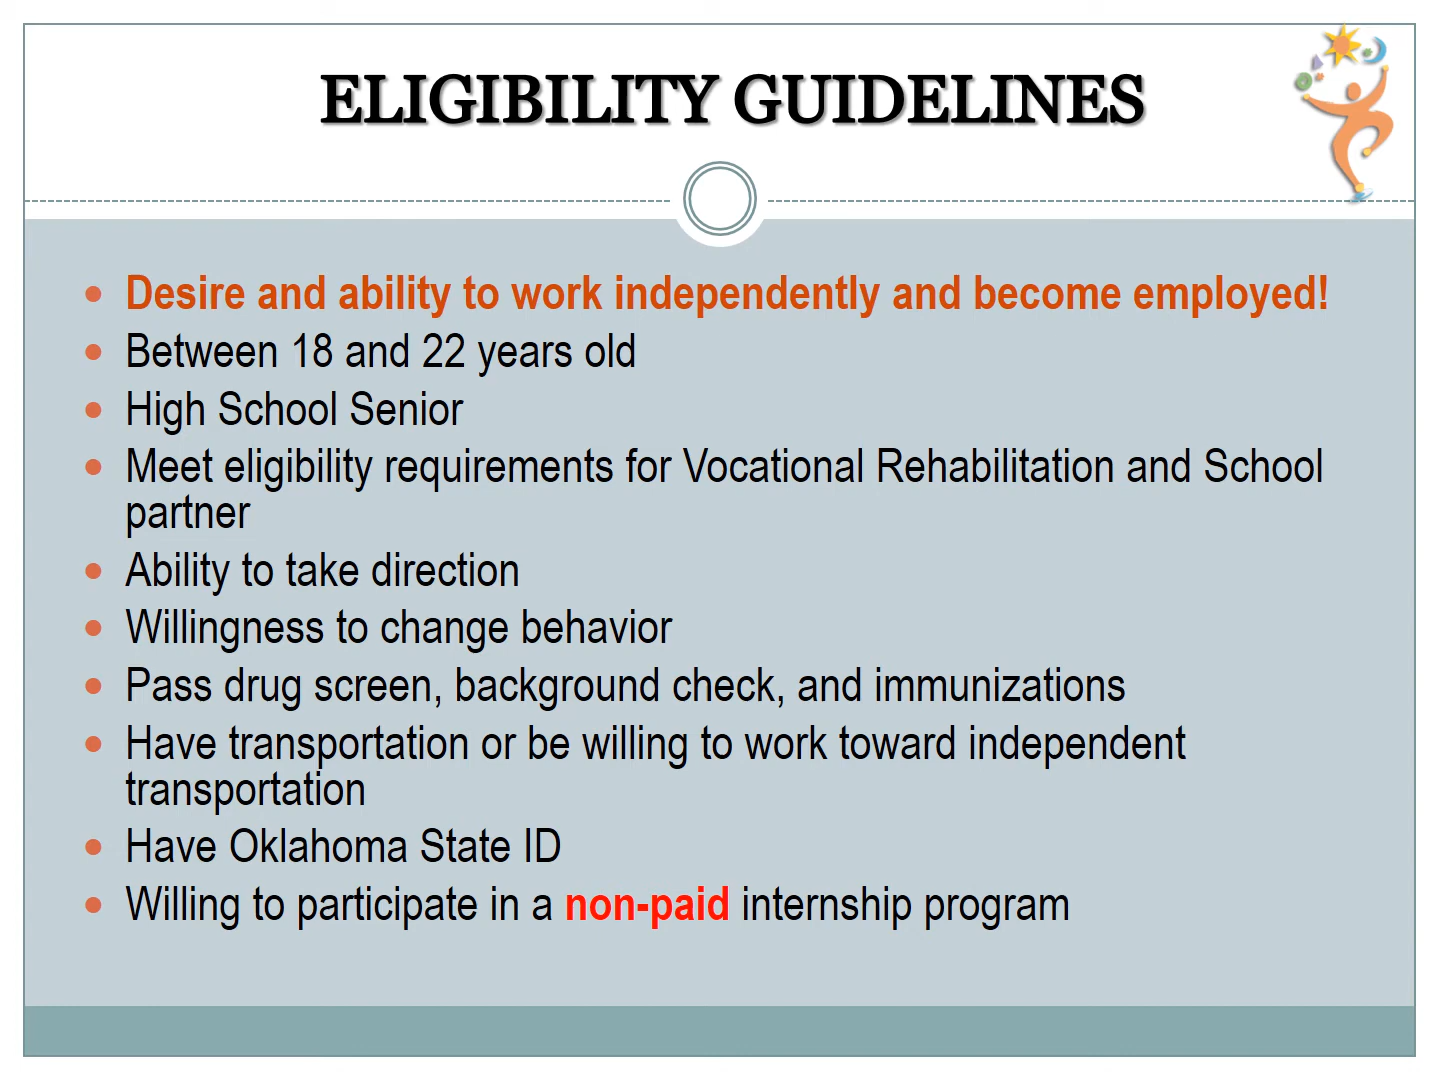 ELIGIBILITY GUIDELINES
Desire and ability to work independently and become employed!
Between 18 and 22 years old
High School Senior
Meet eligibility requirements for Vocational Rehabilitation and School
partner
Ability to take direction
Willingness to change behavior
Pass drug screen, background check, and immunizations
Have transportation or be willing to work toward independent
transportation
Have Oklahoma State ID
Willing to participate in a non-paid internship program